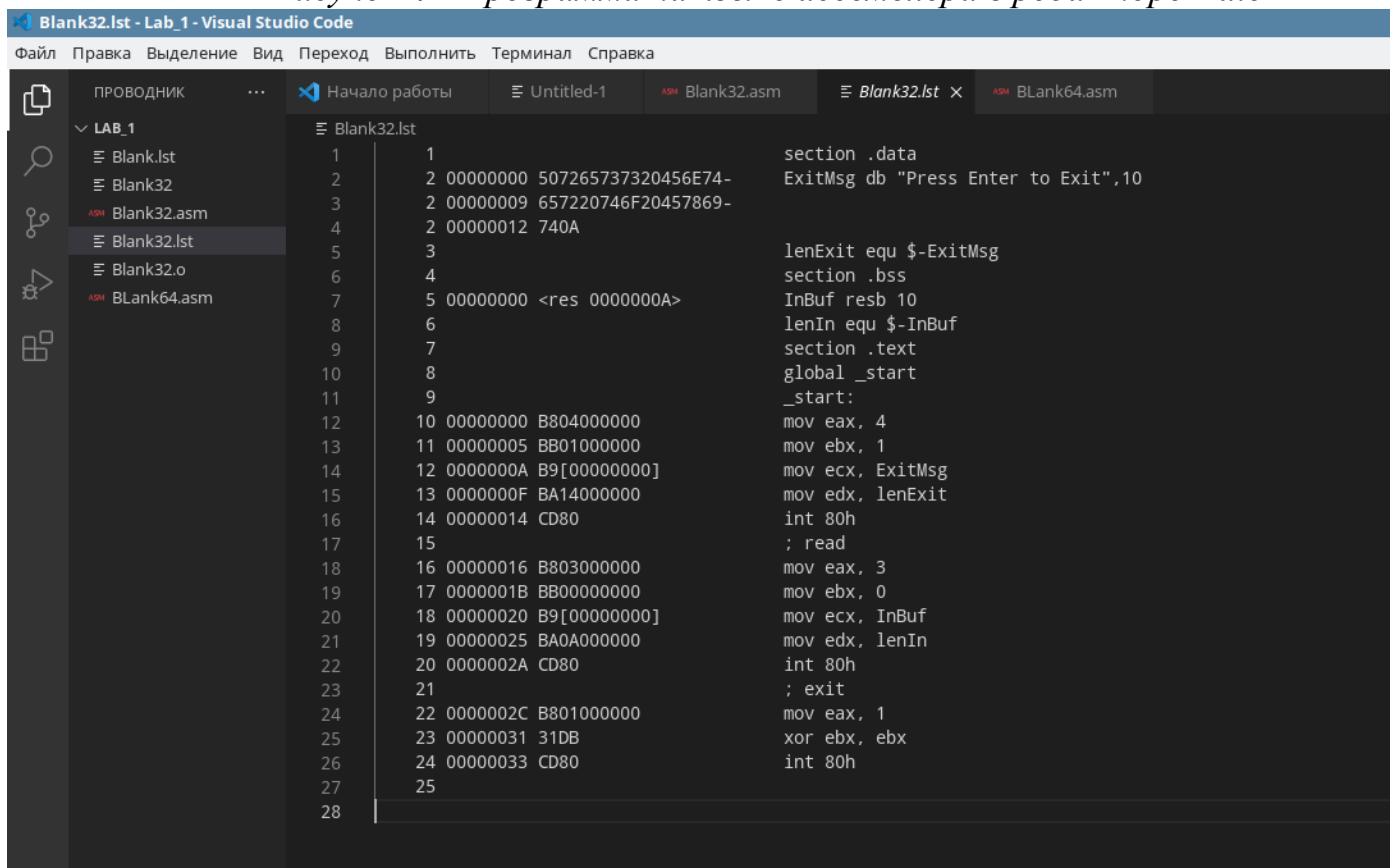 Blank32.lst - Lab_1 - Visual Studio Code
Файл Правка Выделение Вид Переход Выполнить Терминал Справка
ПРОВОДНИК ···
Начало работы Untitled-1 ASM Blank32.asm Blank32.lst × ASM BLank64.asm
LAB_1
Blank.lst
Blank32
ASM Blank32.asm
Blank32.lst
Blank32.o
ASM BLank64.asm
Blank32.lst
1 1 section .data
2 2 00000000 507265737320456E74- ExitMsg db "Press Enter to Exit",10
3 2 00000009 657220746F20457869-
4 2 00000012 740A
5 3 lenExit equ $-ExitMsg
6 4 section .bss
7 5 00000000 <res 0000000A> InBuf resb 10
8 6 lenIn equ $-InBuf
9 7 section .text
10 8 global _start
11 9 _start:
12 10 00000000 B804000000 mov eax, 4
13 11 00000005 BB01000000 mov ebx, 1
14 12 0000000A B9[00000000] mov ecx, ExitMsg
15 13 0000000F BA14000000 mov edx, lenExit
16 14 00000014 CD80 int 80h
17 15 ; read
18 16 00000016 B803000000 mov eax, 3
19 17 0000001B BB00000000 mov ebx, 0
20 18 00000020 B9[00000000] mov ecx, InBuf
21 19 00000025 BA0A000000 mov edx, lenIn
22 20 0000002A CD80 int 80h
23 21 ; exit
24 22 0000002C B801000000 mov eax, 1
25 23 00000031 31DB xor ebx, ebx
26 24 00000033 CD80 int 80h
27 25
28